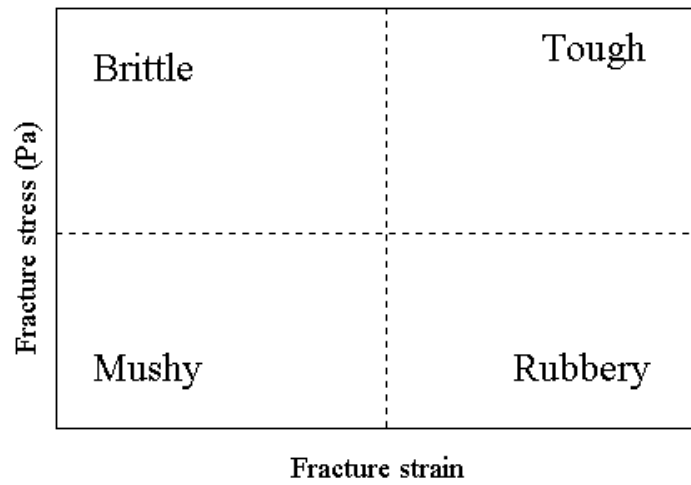 Brittle
Tough
Fracture stress (Pa)
Mushy
Rubbery
Fracture strain